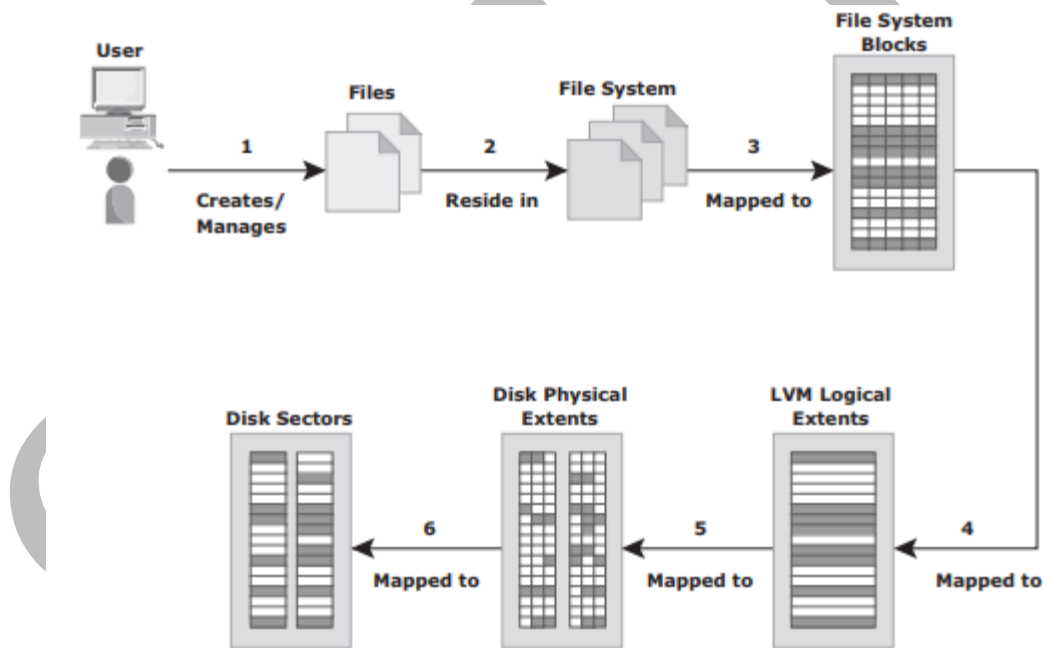 User
Files
File System
File System
Blocks
1
Creates/
Manages
2
Reside in
3
Mapped to
Disk Sectors
Disk Physical
Extents
LVM Logical
Extents
6
Mapped to
5
Mapped to
4
Mapped to